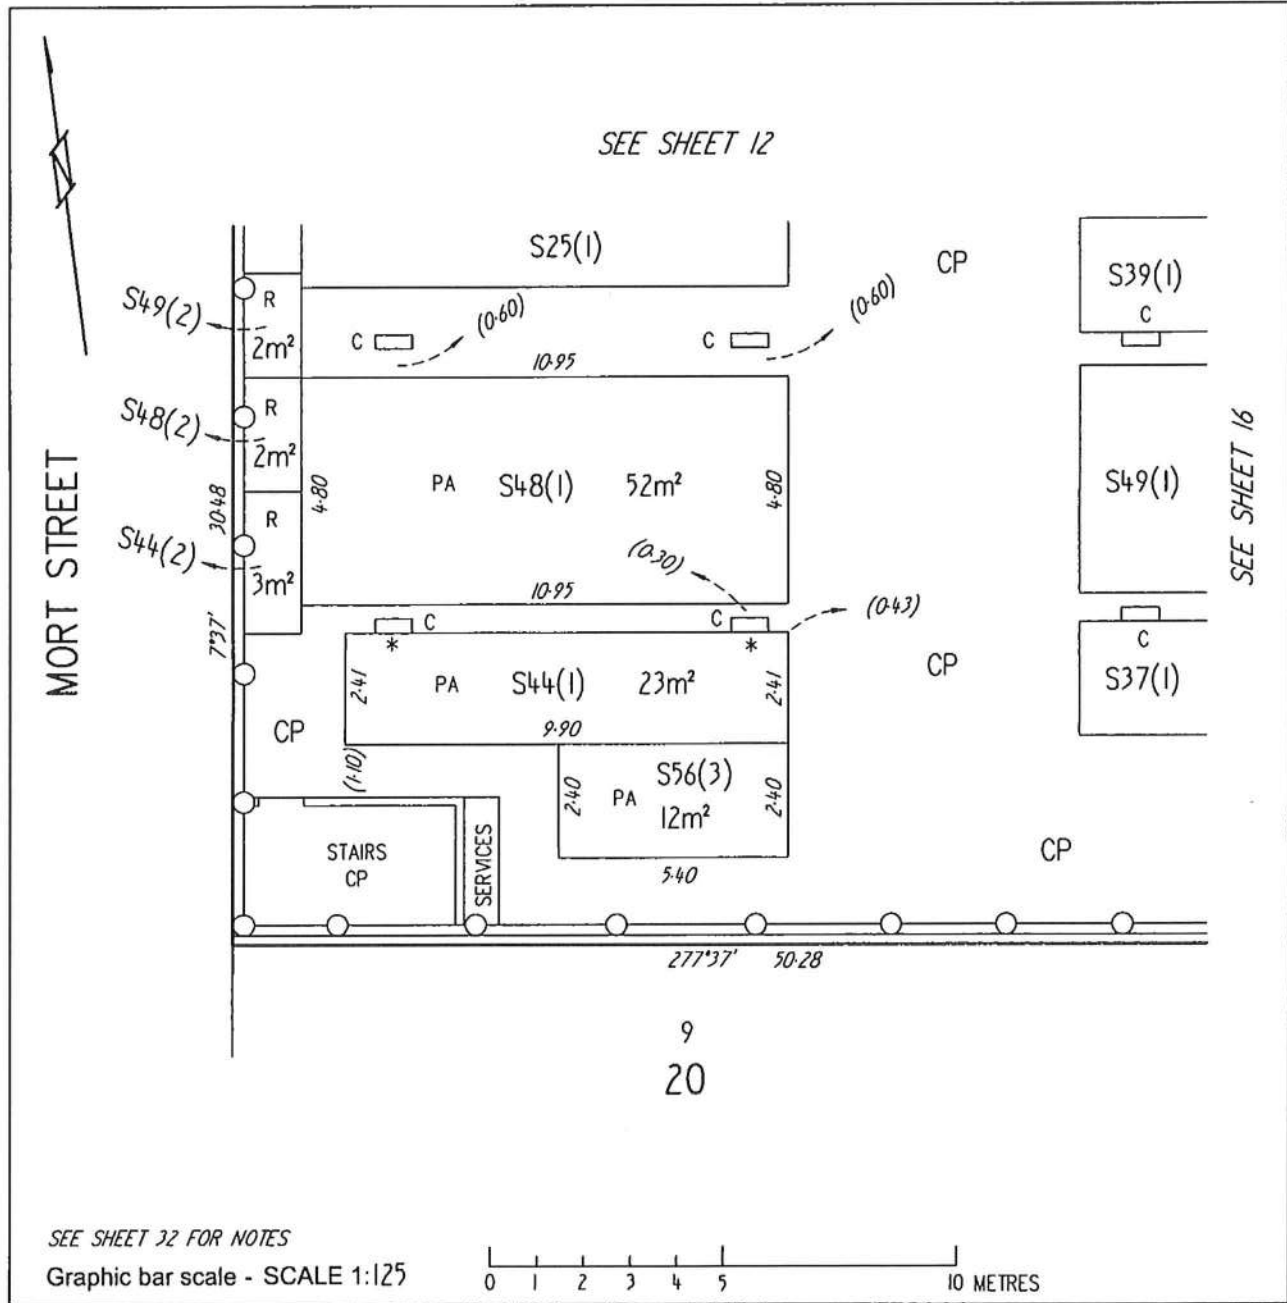 SEE SHEET 12
S25(1)
CP
S39(1)
C
S49(2)
R
2m²
C
(0·60)
C
(0·60)
10·95
S48(2)
R
2m²
MORT STREET
30·48
7°37'
4·80
PA S48(1) 52m²
4·80
S49(1)
SEE SHEET 16
S44(2)
R
3m²
(0.30)
10·95
C
C
(0·43)
*
*
C
CP
2·41
PA S44(1) 23m²
2·41
CP
S37(1)
9·90
(1·10)
S56(3)
2·40
PA
12m²
2·40
STAIRS
CP
SERVICES
5·40
CP
277°37' 50·28
9
20
SEE SHEET 32 FOR NOTES
Graphic bar scale - SCALE 1:125
0 1 2 3 4 5 10 METRES